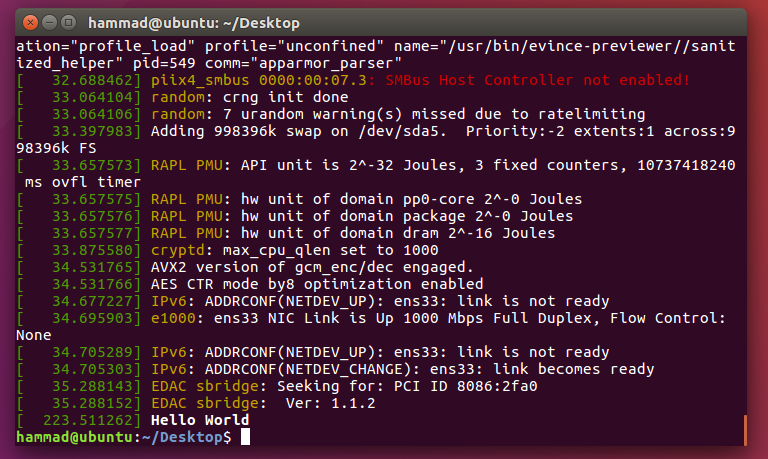 hammad@ubuntu: ~/Desktop
ation="profile_load" profile="unconfined" name="/usr/bin/evince-previewer//sanit
ized_helper" pid=549 comm="apparmor_parser"
[   32.688462] piix4_smbus 0000:00:07.3: SMBus Host Controller not enabled!
[   33.064104] random: crng init done
[   33.064106] random: 7 urandom warning(s) missed due to ratelimiting
[   33.397983] Adding 998396k swap on /dev/sda5.  Priority:-2 extents:1 across:9
98396k FS
[   33.657573] RAPL PMU: API unit is 2^-32 Joules, 3 fixed counters, 10737418240
 ms ovfl timer
[   33.657575] RAPL PMU: hw unit of domain pp0-core 2^-0 Joules
[   33.657576] RAPL PMU: hw unit of domain package 2^-0 Joules
[   33.657577] RAPL PMU: hw unit of domain dram 2^-16 Joules
[   33.875580] cryptd: max_cpu_qlen set to 1000
[   34.531765] AVX2 version of gcm_enc/dec engaged.
[   34.531766] AES CTR mode by8 optimization enabled
[   34.677227] IPv6: ADDRCONF(NETDEV_UP): ens33: link is not ready
[   34.695903] e1000: ens33 NIC Link is Up 1000 Mbps Full Duplex, Flow Control:
None
[   34.705289] IPv6: ADDRCONF(NETDEV_UP): ens33: link is not ready
[   34.705303] IPv6: ADDRCONF(NETDEV_CHANGE): ens33: link becomes ready
[   35.288143] EDAC sbridge: Seeking for: PCI ID 8086:2fa0
[   35.288152] EDAC sbridge:  Ver: 1.1.2
[  223.511262] Hello World
hammad@ubuntu:~/Desktop$